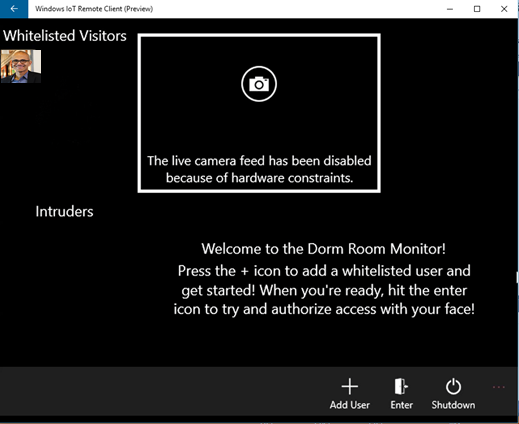 Windows IoT Remote Client (Preview)
Whitelisted Visitors
The live camera feed has been disabled
because of hardware constraints.
Intruders
Welcome to the Dorm Room Monitor!
Press the + icon to add a whitelisted user and
get started! When you're ready, hit the enter
icon to try and authorize access with your face!
Add User
Enter
Shutdown